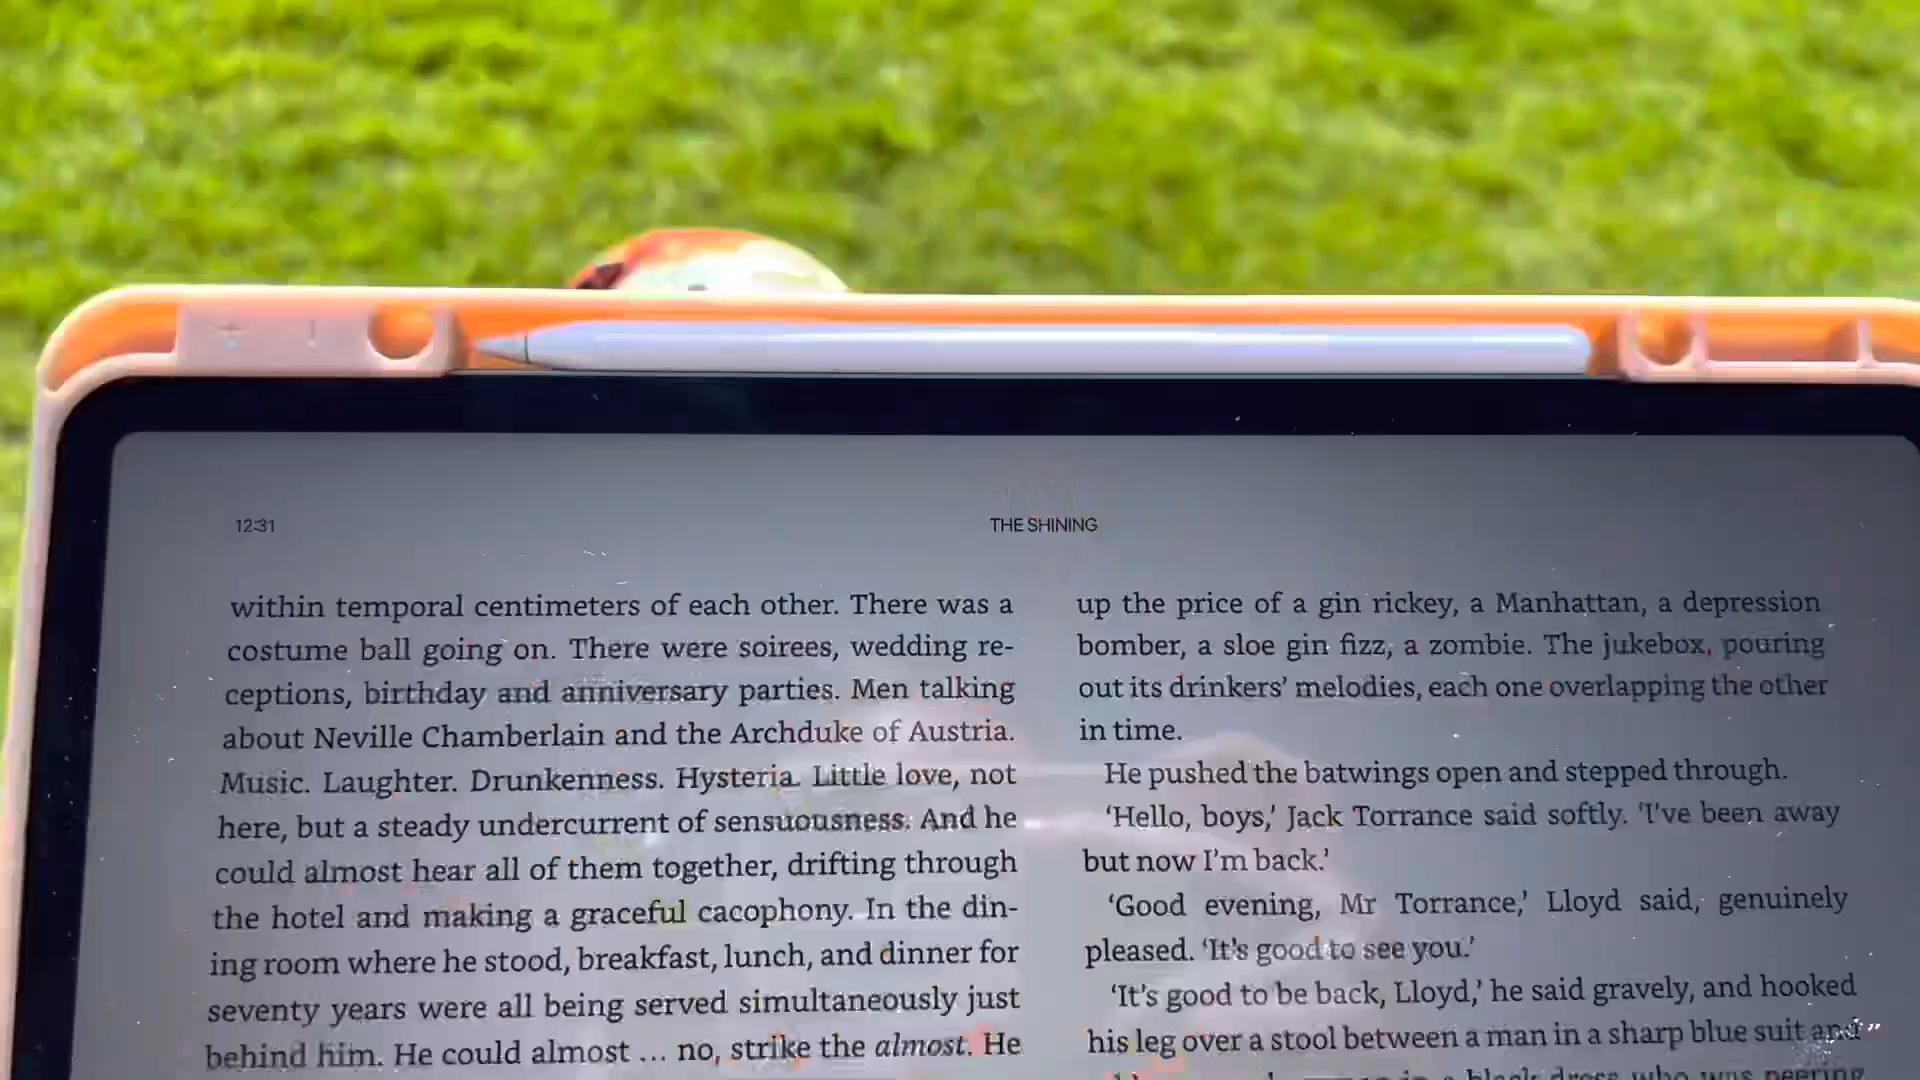 12:31
THE SHINING
within temporal centimeters of each other. There was a
costume ball going on. There were soirees, wedding re-
ceptions, birthday and anniversary parties. Men talking
about Neville Chamberlain and the Archduke of Austria.
Music. Laughter. Drunkenness. Hysteria. Little love, not
here, but a steady undercurrent of sensuousness. And he
could almost hear all of them together, drifting through
the hotel and making a graceful cacophony. In the din-
ing room where he stood, breakfast, lunch, and dinner for
seventy years were all being served simultaneously just
behind him. He could almost ... no, strike the almost. He
up the price of a gin rickey, a Manhattan, a depression
bomber, a sloe gin fizz, a zombie. The jukebox, pouring
out its drinkers’ melodies, each one overlapping the other
in time.
He pushed the batwings open and stepped through.
‘Hello, boys,’ Jack Torrance said softly. ‘I’ve been away
but now I’m back.’
‘Good evening, Mr Torrance,’ Lloyd said, genuinely
pleased. ‘It’s good to see you.’
‘It’s good to be back, Lloyd,’ he said gravely, and hooked
his leg over a stool between a man in a sharp blue suit and
in a black dress who was peering